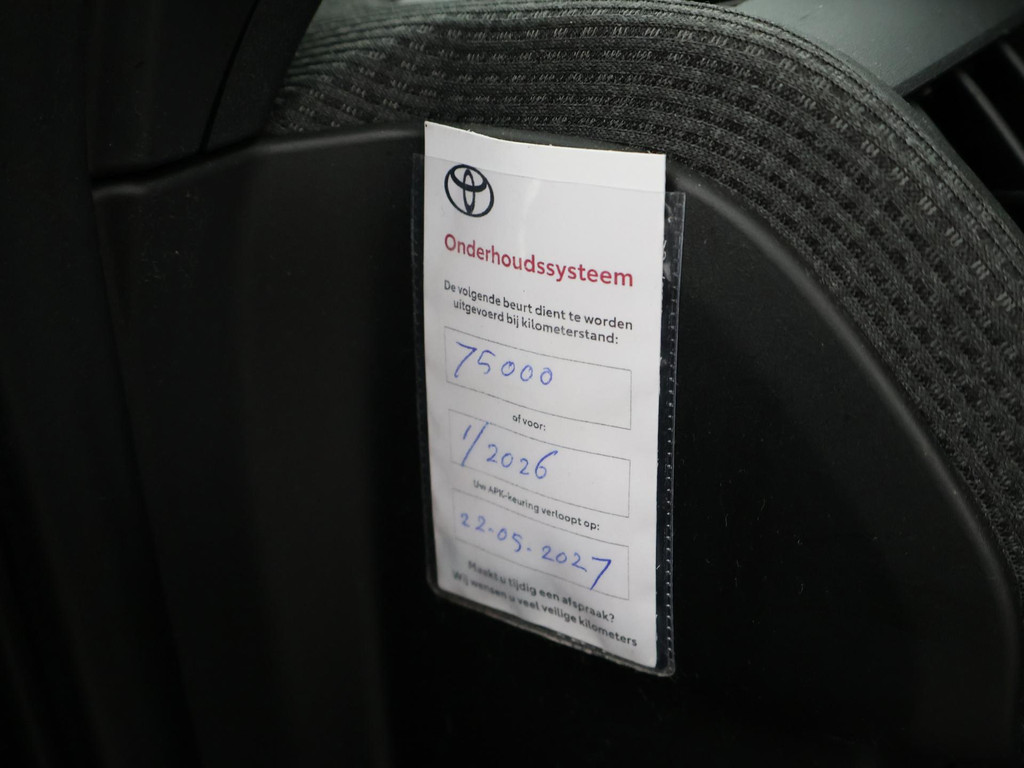 Onderhoudssysteem
De volgende beurt dient te worden
uitgevoerd bij kilometerstand:
75000
of voor:
1/2026
Uw APK-keuring verloopt op:
22-05-2027
Maakt u tijdig een afspraak?
Wij wensen u veel veilige kilometers